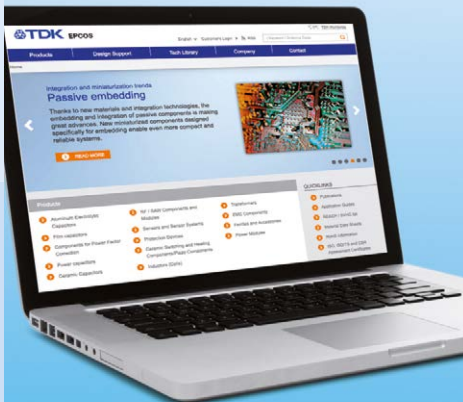 TDK EPCOS
English
Customers Login
Products
Design Support
Tech Library
Company
Contact
Home
Integration and miniaturization trends
Passive embedding
Thanks to new materials and integration technologies, the
embedding and integration of passive components is making
great advances. New miniaturized components designed
specifically for embedding enable even more compact and
reliable systems.
READ MORE
Products
Aluminum Electrolytic
Capacitors
Film capacitors
Components for Power Factor
Correction
Power capacitors
Ceramic Capacitors
RF / SAW Components and
Modules
Sensors and Sensor Systems
Protection Devices
Ceramic Switching and Heating
Components/Piezo Components
Inductors (Coils)
Transformers
EMC Components
Ferrites and Accessories
Power Modules
QUICKLINKS
Publications
Application Guides
Material Data Sheets